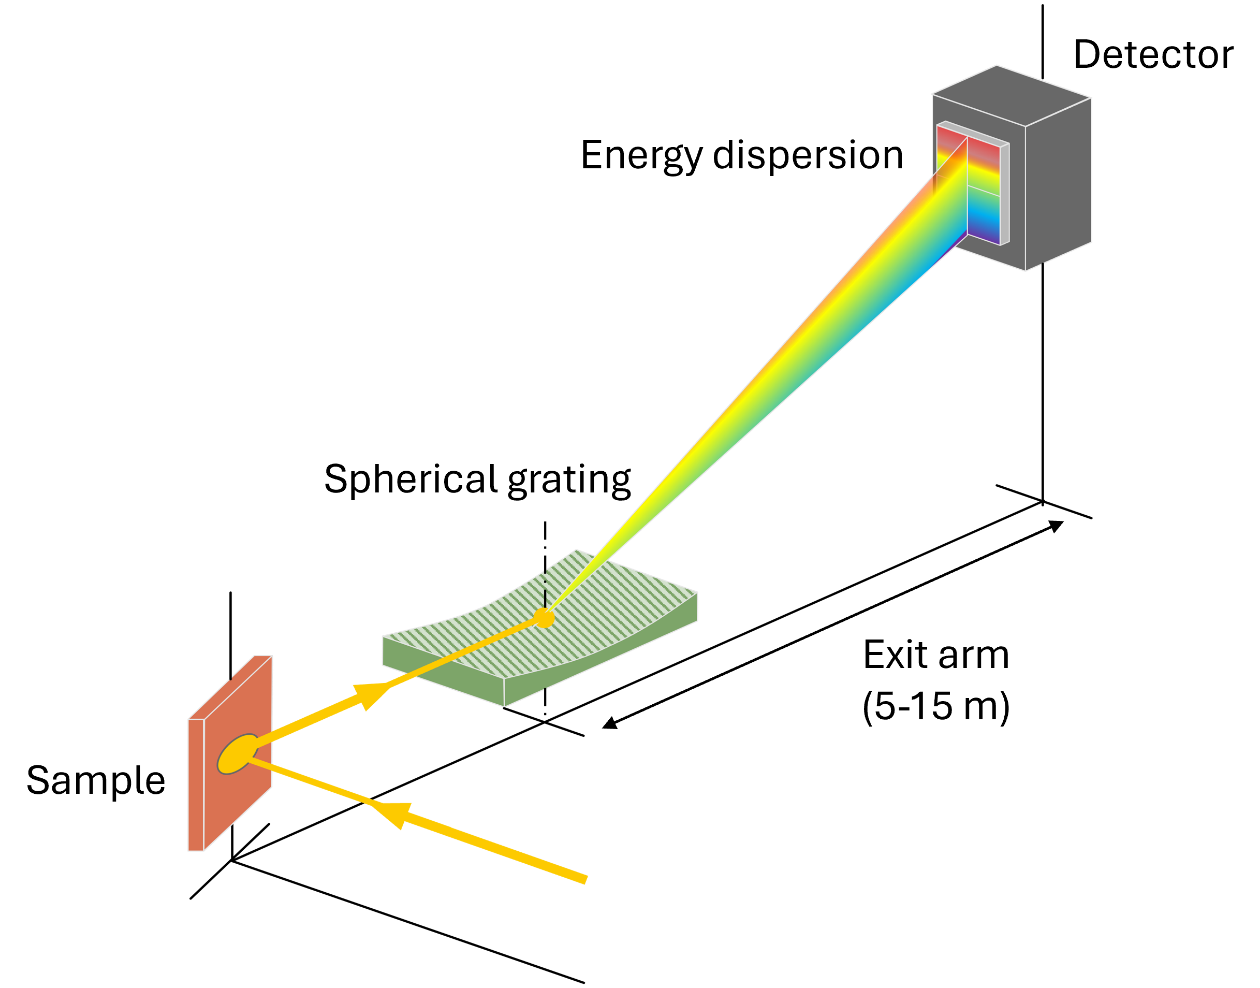 Detector
Energy dispersion
Spherical grating
Exit arm
(5-15 m)
Sample